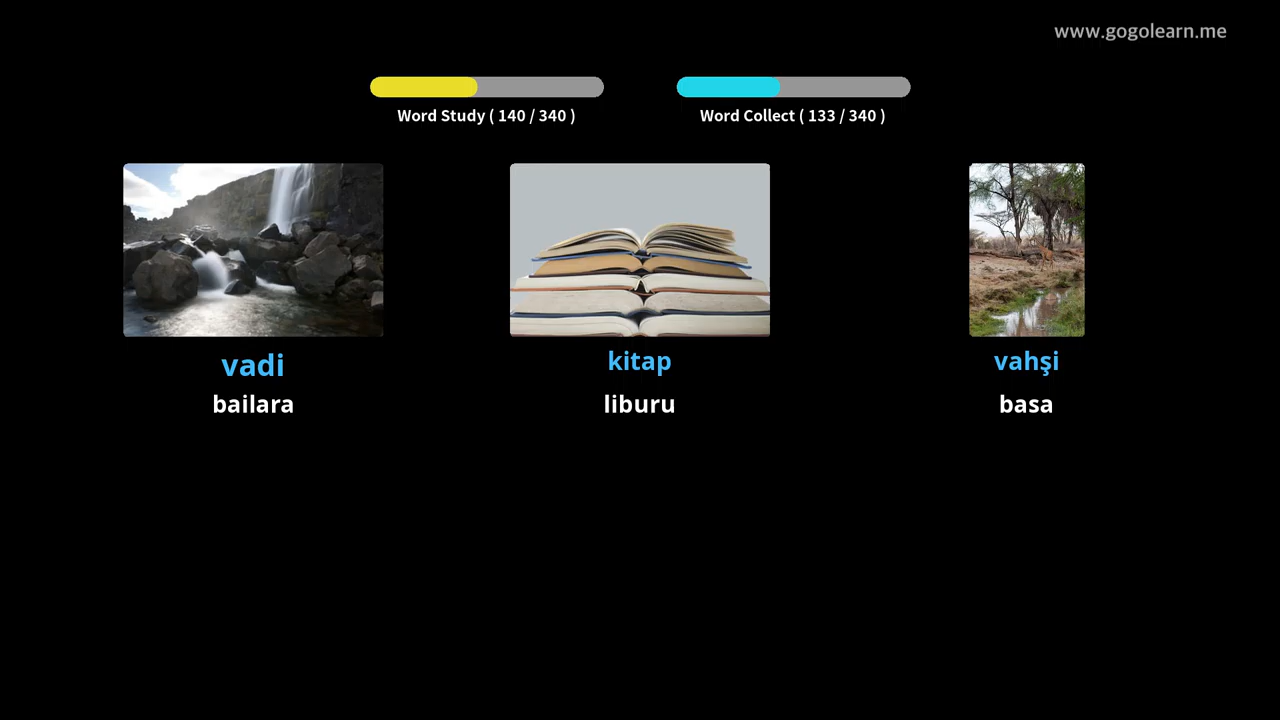 www.gogolearn.me
Word Study ( 140 / 340 )
Word Collect ( 133 / 340 )
vadi
bailara
kitap
liburu
vahşi
basa